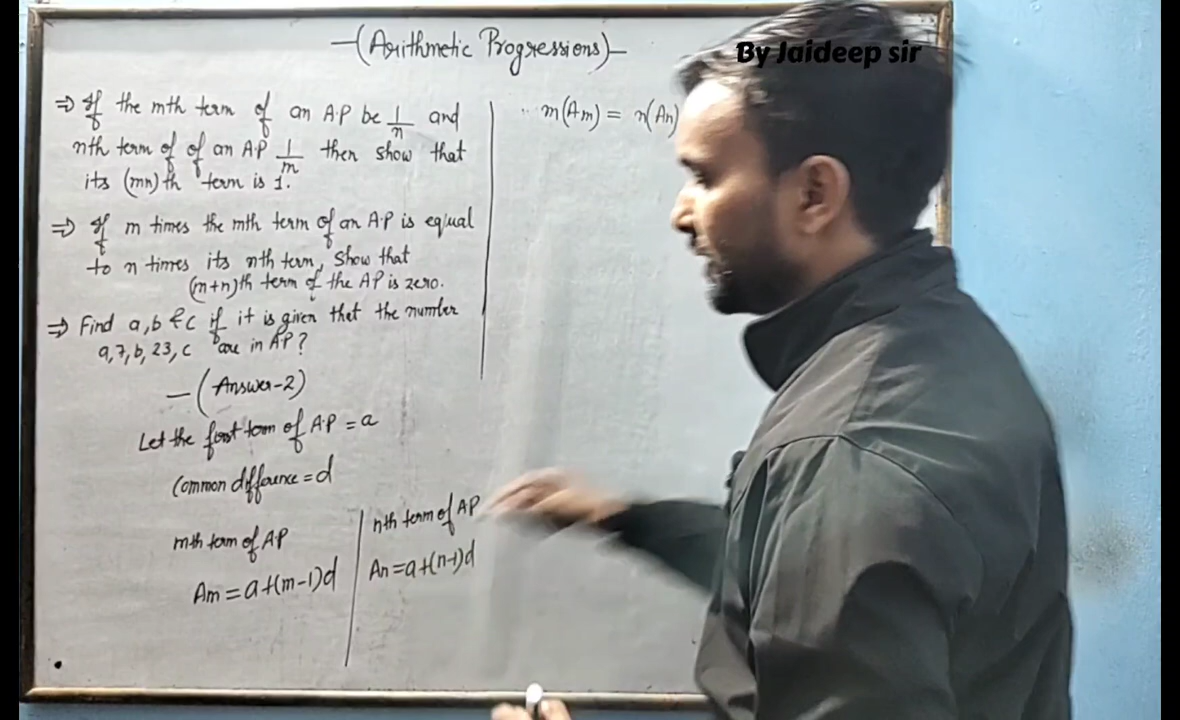 —(Arithmetic Progressions)—
By Jaideep sir
⇒ If the mth term of an A.P be 1/n and
nth term of of an A.P 1/m then show that
its (mn)th term is 1.
⇒ If m times the mth term of an A.P is equal
to n times its nth term, show that
(m+n)th term of the AP is zero.
⇒ Find a, b & c if it is given that the number
a, 7, b, 23, c are in AP?
—(Answer-2)
Let the first term of A.P = a
Common difference = d
mth term of AP
Am = a+(m-1)d
nth term of AP
An = a+(n-1)d
m(Am) = n(An)